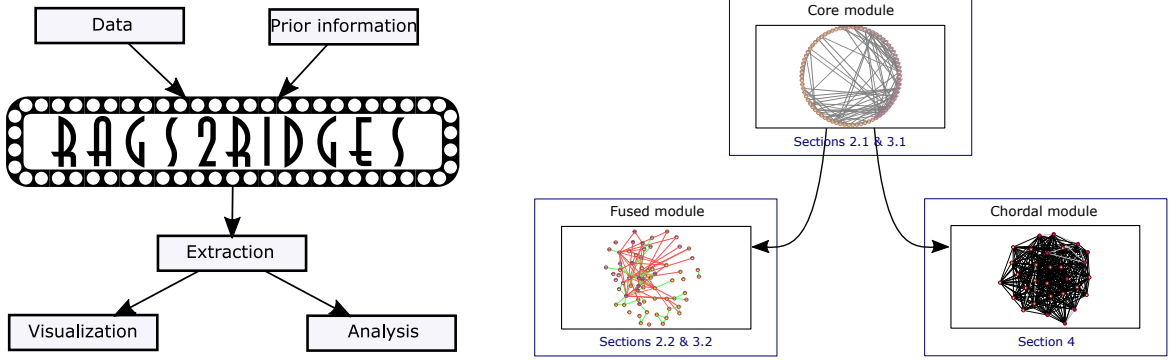 Data
Prior information
RAGS2RIDGES
Extraction
Visualization
Analysis
Core module
Sections 2.1 & 3.1
Fused module
Sections 2.2 & 3.2
Chordal module
Section 4